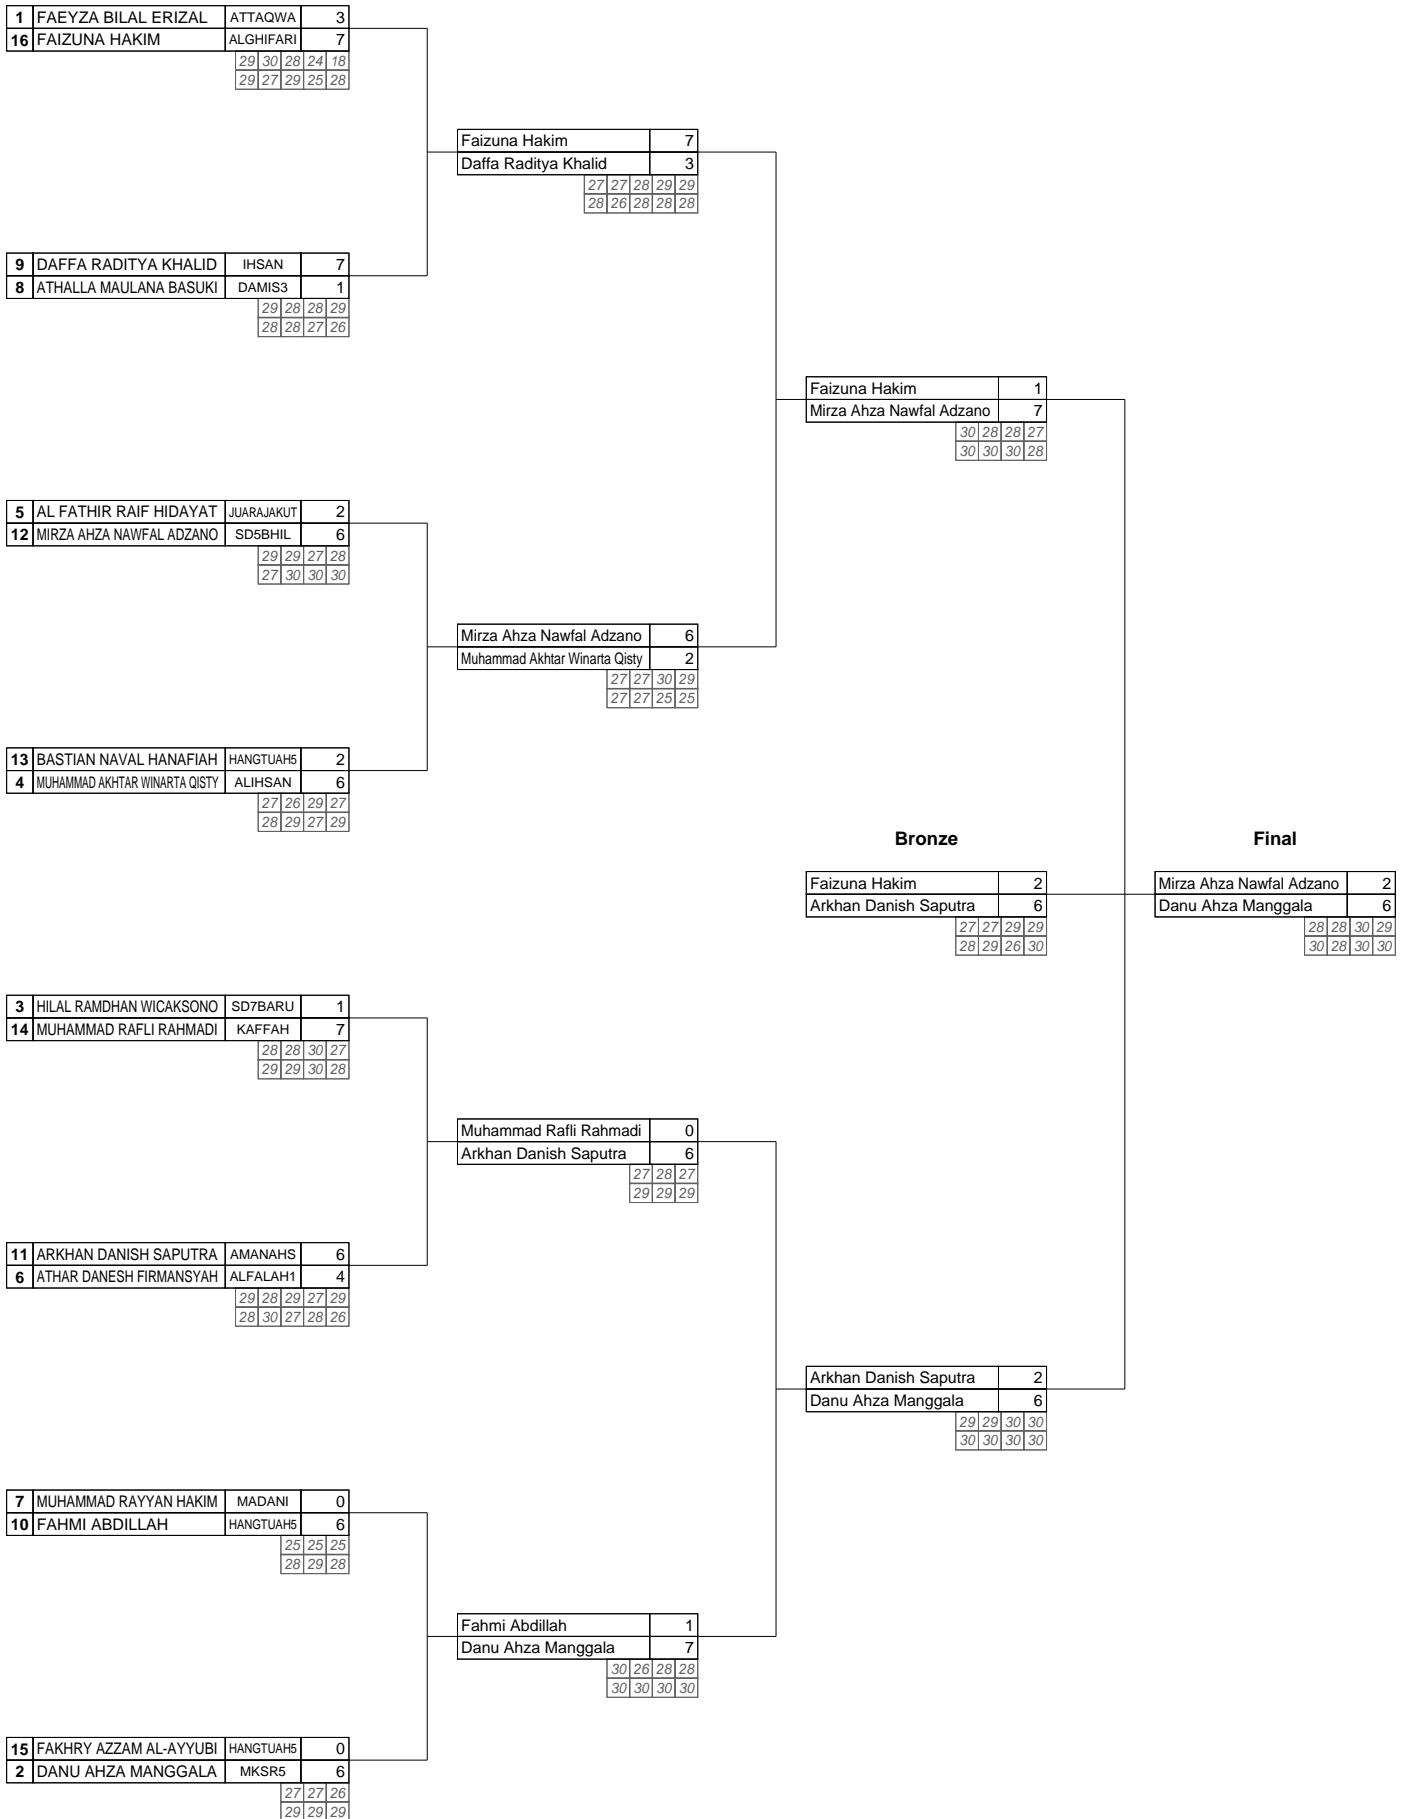 1 FAEYZA BILAL ERIZAL ATTAQWA 3
16 FAIZUNA HAKIM ALGHIFARI 7
29 30 28 24 18
29 27 29 25 28
Faizuna Hakim 7
Daffa Raditya Khalid 3
27 27 28 29 29
28 26 28 28 28
9 DAFFA RADITYA KHALID IHSAN 7
8 ATHALLA MAULANA BASUKI DAMIS3 1
29 28 28 29
28 28 27 26
Faizuna Hakim 1
Mirza Ahza Nawfal Adzano 7
30 28 28 27
30 30 30 28
5 AL FATHIR RAIF HIDAYAT JUARAJAKUT 2
12 MIRZA AHZA NAWFAL ADZANO SD5BHIL 6
29 29 27 28
27 30 30 30
Mirza Ahza Nawfal Adzano 6
Muhammad Akhtar Winarta Qisty 2
27 27 30 29
27 27 25 25
13 BASTIAN NAVAL HANAFIAH HANGTUAH5 2
4 MUHAMMAD AKHTAR WINARTA QISTY ALIHSAN 6
27 26 29 27
28 29 27 29
Bronze Final
Faizuna Hakim 2 Mirza Ahza Nawfal Adzano 2
Arkhan Danish Saputra 6 Danu Ahza Manggala 6
27 27 29 29 28 28 30 29
28 29 26 30 30 28 30 30
3 HILAL RAMDHAN WICAKSONO SD7BARU 1
14 MUHAMMAD RAFLI RAHMADI KAFFAH 7
28 28 30 27
29 29 30 28
Muhammad Rafli Rahmadi 0
Arkhan Danish Saputra 6
27 28 27
29 29 29
11 ARKHAN DANISH SAPUTRA AMANAHS 6
6 ATHAR DANESH FIRMANSYAH ALFALAH1 4
29 28 29 27 29
28 30 27 28 26
Arkhan Danish Saputra 2
Danu Ahza Manggala 6
29 29 30 30
30 30 30 30
7 MUHAMMAD RAYYAN HAKIM MADANI 0
10 FAHMI ABDILLAH HANGTUAH5 6
25 25 25
28 29 28
Fahmi Abdillah 1
Danu Ahza Manggala 7
30 26 28 28
30 30 30 30
15 FAKHRY AZZAM AL-AYYUBI HANGTUAH5 0
2 DANU AHZA MANGGALA MKSR5 6
27 27 26
29 29 29